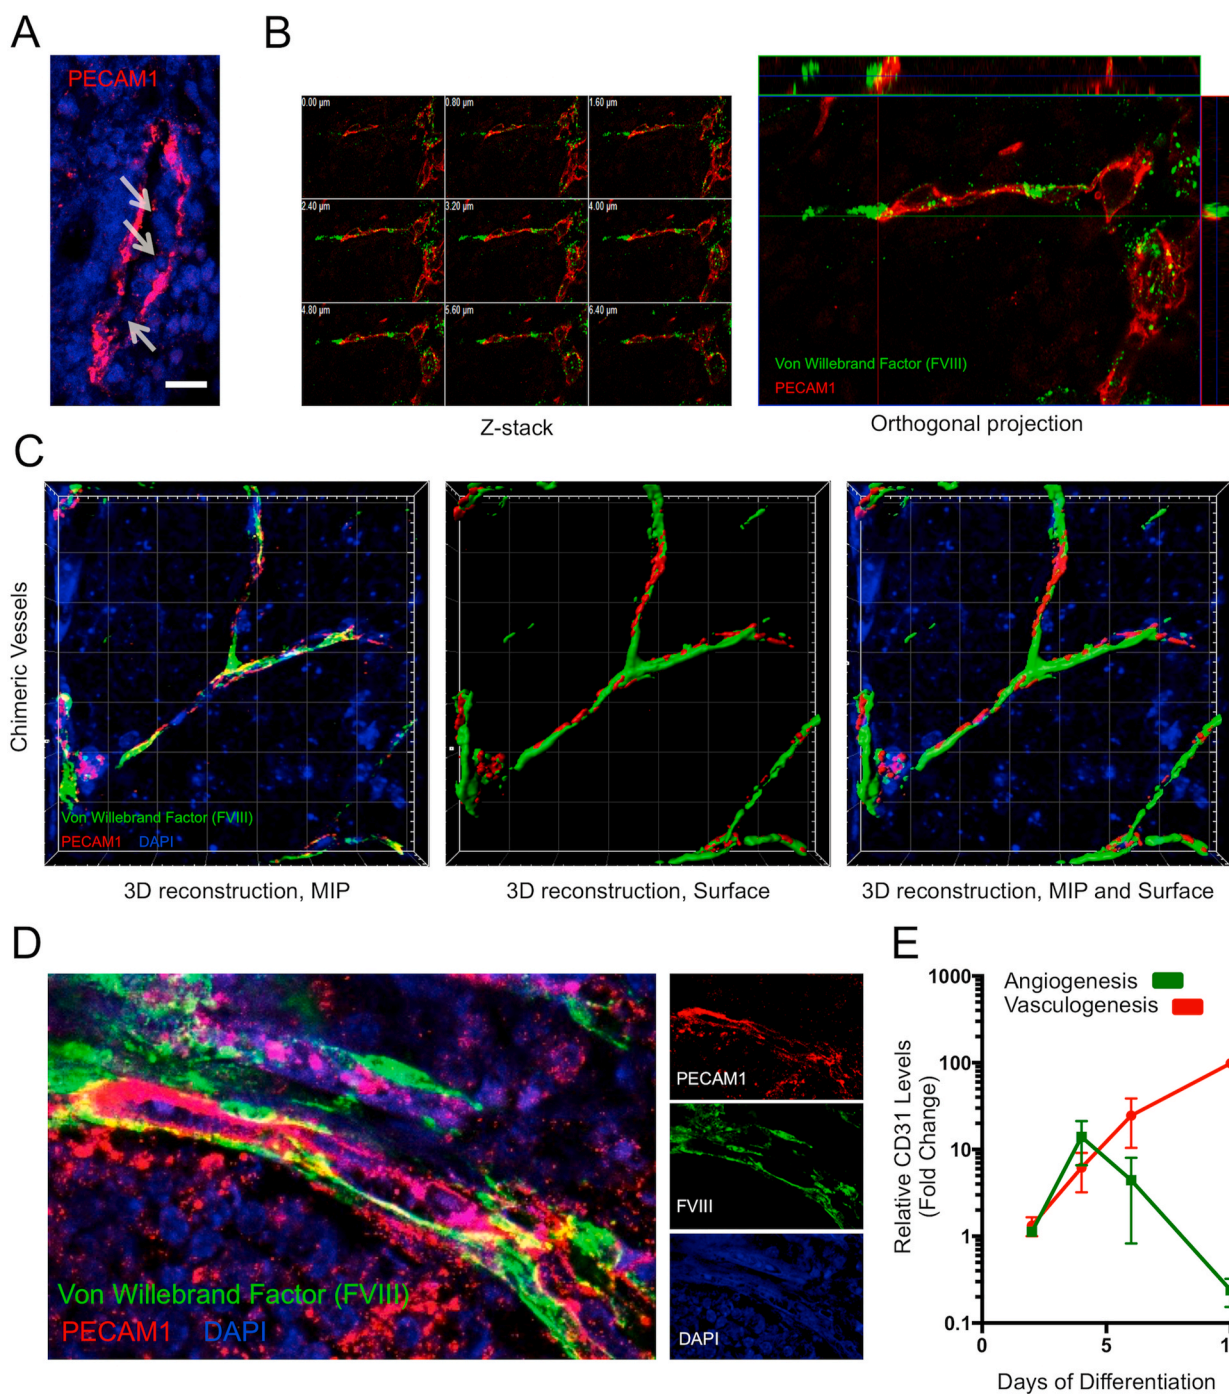 A
PECAM1
B
0.00 µm
0.80 µm
1.60 µm
2.40 µm
3.20 µm
4.00 µm
4.80 µm
5.60 µm
6.40 µm
Z-stack
Von Willebrand Factor (FVIII)
PECAM1
Orthogonal projection
C
Chimeric Vessels
Von Willebrand Factor (FVIII)
PECAM1 DAPI
3D reconstruction, MIP
3D reconstruction, Surface
3D reconstruction, MIP and Surface
D
Von Willebrand Factor (FVIII)
PECAM1 DAPI
PECAM1
FVIII
DAPI
E
Angiogenesis
Vasculogenesis
Relative CD31 Levels
(Fold Change)
1000
100
10
1
0.1
0 5 1
Days of Differentiation